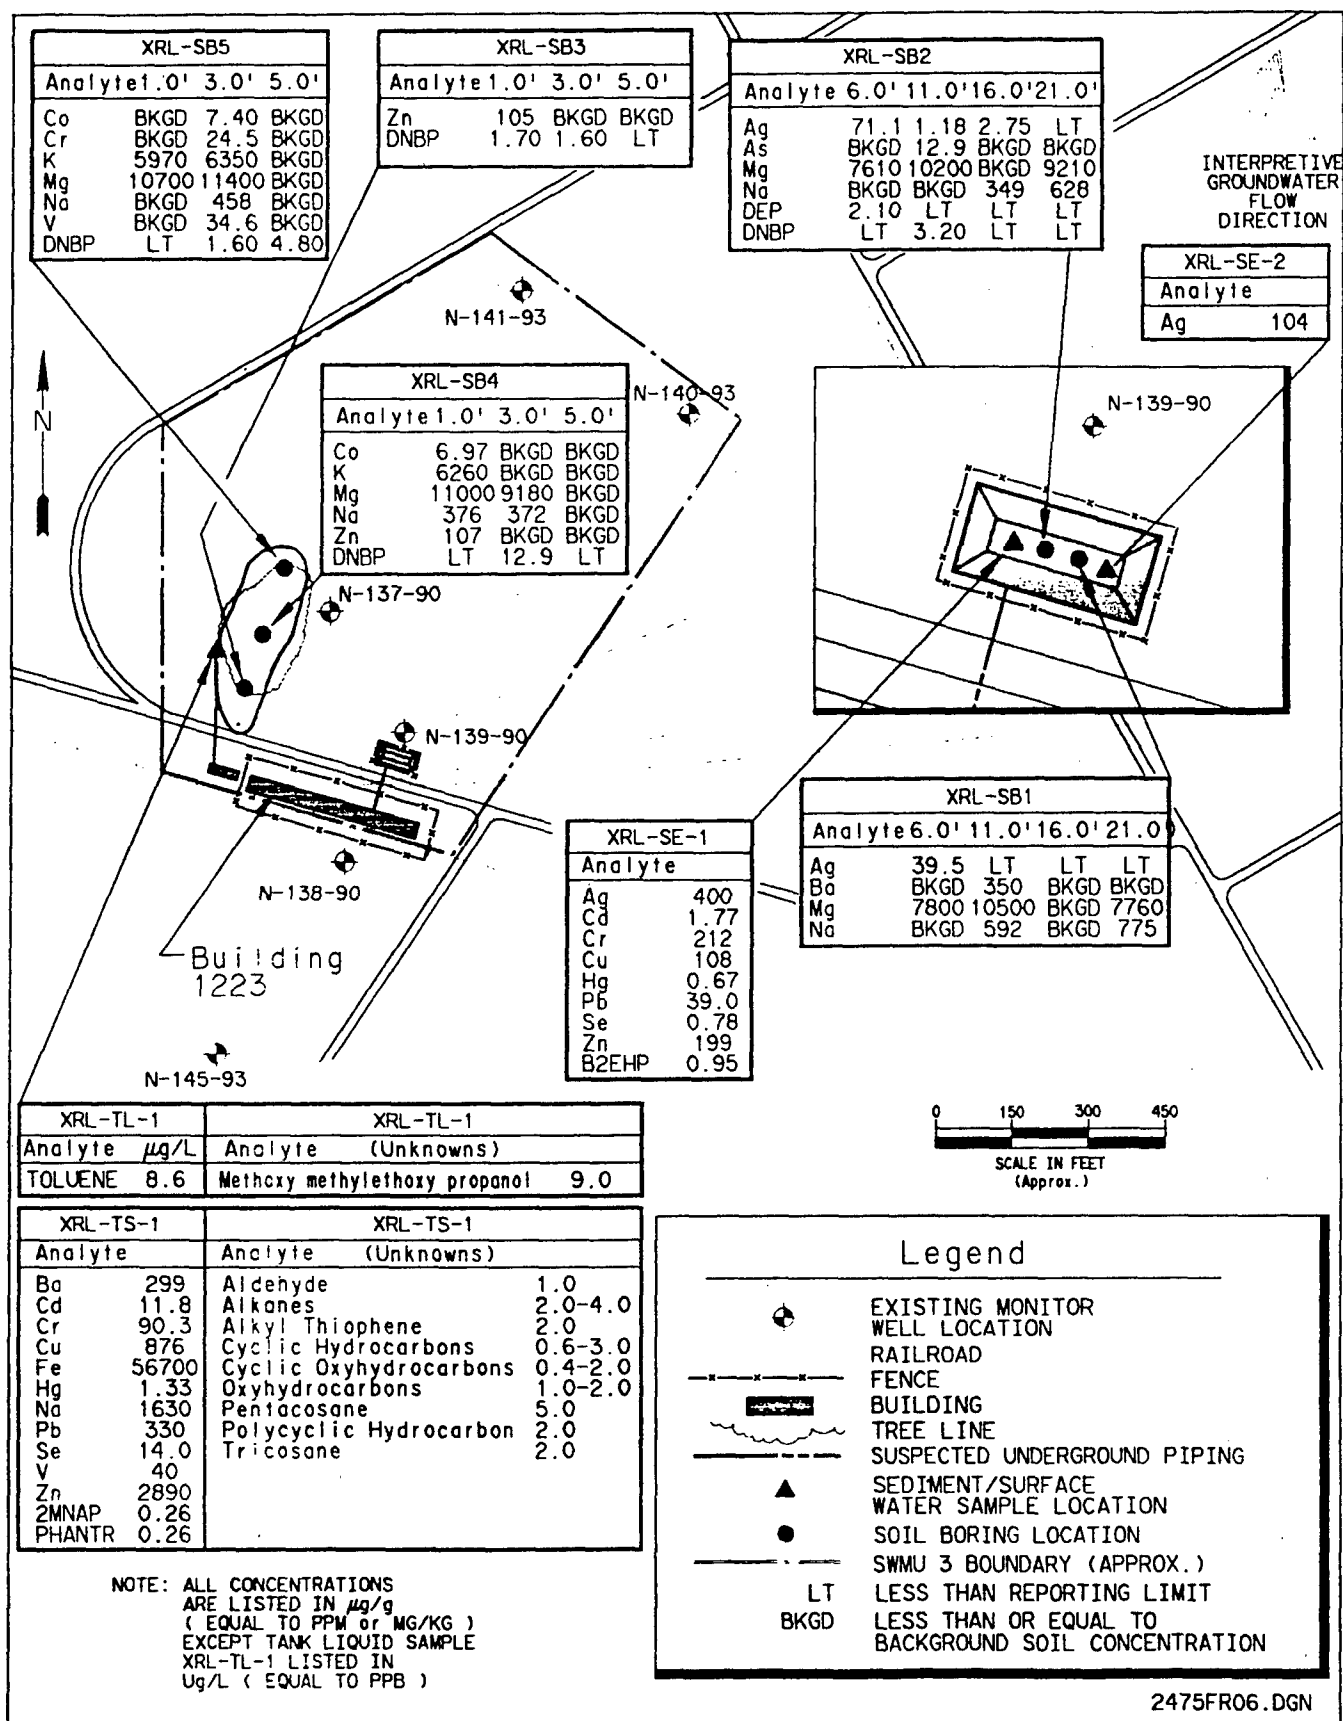 XRL-SB5
Analyte 1.0' 3.0' 5.0'
Co BKGD 7.40 BKGD
Cr BKGD 24.5 BKGD
K 5970 6350 BKGD
Mg 10700 11400 BKGD
Na BKGD 458 BKGD
V BKGD 34.6 BKGD
DNBP LT 1.60 4.80
XRL-SB3
Analyte 1.0' 3.0' 5.0'
Zn 105 BKGD BKGD
DNBP 1.70 1.60 LT
XRL-SB2
Analyte 6.0' 11.0' 16.0' 21.0'
Ag 71.1 1.18 2.75 LT
As BKGD 12.9 BKGD BKGD
Mg 7610 10200 BKGD 9210
Na BKGD BKGD 349 628
DEP 2.10 LT LT LT
DNBP LT 3.20 LT LT
INTERPRETIVE
GROUNDWATER
FLOW
DIRECTION
XRL-SE-2
Analyte
Ag 104
N-141-93
N
XRL-SB4
Analyte 1.0' 3.0' 5.0'
Co 6.97 BKGD BKGD
K 6260 BKGD BKGD
Mg 11000 9180 BKGD
Na 376 372 BKGD
Zn 107 BKGD BKGD
DNBP LT 12.9 LT
N-140-93
N-139-90
N-137-90
N-139-90
N-138-90
Building
1223
N-145-93
XRL-SE-1
Analyte
Ag 400
Cd 1.77
Cr 212
Cu 108
Hg 0.67
Pb 39.0
Se 0.78
Zn 199
B2EHP 0.95
XRL-SB1
Analyte 6.0' 11.0' 16.0' 21.0
Ag 39.5 LT LT LT
Ba BKGD 350 BKGD BKGD
Mg 7800 10500 BKGD 7760
Na BKGD 592 BKGD 775
XRL-TL-1 XRL-TL-1
Analyte μg/L Analyte (Unknowns)
TOLUENE 8.6 Methoxy methylethoxy propanol 9.0
0 150 300 450
SCALE IN FEET
(Approx.)
XRL-TS-1 XRL-TS-1
Analyte Analyte (Unknowns)
Ba 299 Aldehyde 1.0
Cd 11.8 Alkanes 2.0-4.0
Cr 90.3 Alkyl Thiophene 2.0
Cu 876 Cyclic Hydrocarbons 0.6-3.0
Fe 56700 Cyclic Oxyhydrocarbons 0.4-2.0
Hg 1.33 Oxyhydrocarbons 1.0-2.0
Na 1630 Pentacosane 5.0
Pb 330 Polycyclic Hydrocarbon 2.0
Se 14.0 Tricosane 2.0
V 40
Zn 2890
2MNAP 0.26
PHANTR 0.26
NOTE: ALL CONCENTRATIONS
ARE LISTED IN μg/g
( EQUAL TO PPM or MG/KG )
EXCEPT TANK LIQUID SAMPLE
XRL-TL-1 LISTED IN
Ug/L ( EQUAL TO PPB )
Legend
EXISTING MONITOR
WELL LOCATION
RAILROAD
FENCE
BUILDING
TREE LINE
SUSPECTED UNDERGROUND PIPING
SEDIMENT/SURFACE
WATER SAMPLE LOCATION
SOIL BORING LOCATION
SWMU 3 BOUNDARY (APPROX.)
LT LESS THAN REPORTING LIMIT
BKGD LESS THAN OR EQUAL TO
BACKGROUND SOIL CONCENTRATION
2475FR06.DGN